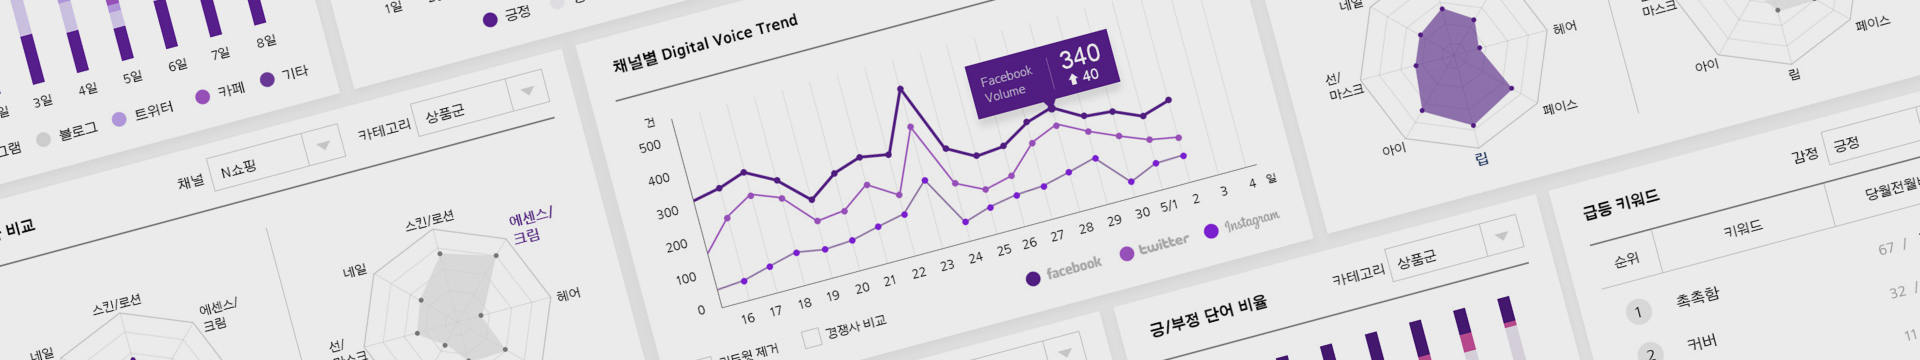 1일
긍정
3일
4일
5일
6일
7일
8일
그램
블로그
트위터
카페
기타
채널
N쇼핑
카테고리
상품군
비교
스킨/로션
에센스/
크림
네일
스킨/로션
에센스/
크림
네일
헤어
선/
마스크
채널별 Digital Voice Trend
건
500
400
300
200
100
0
Facebook
Volume
340
40
16
17
18
19
20
21
22
23
24
25
26
27
28
29
30
5/1
2
3
4
일
facebook
twitter
Instagram
제거
경쟁사 비교
네일
헤어
선/
마스크
페이스
아이
립
마스크
페이스
아이
립
카테고리
상품군
긍/부정 단어 비율
감정
긍정
급등 키워드
순위
키워드
당월전월
1
촉촉함
67 /
2
커버
32 /
11